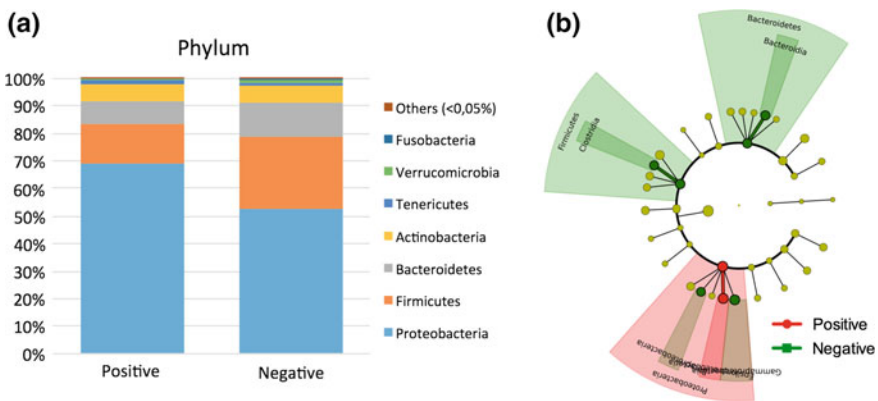 (a)
Phylum
100%
90%
80%
70%
60%
50%
40%
30%
20%
10%
0%
Positive
Negative
Others (<0,05%)
Fusobacteria
Verrucomicrobia
Tenericutes
Actinobacteria
Bacteroidetes
Firmicutes
Proteobacteria
(b)
Bacteroidetes
Bacteroidia
Firmicutes
Clostridia
Proteobacteria
Positive
Negative